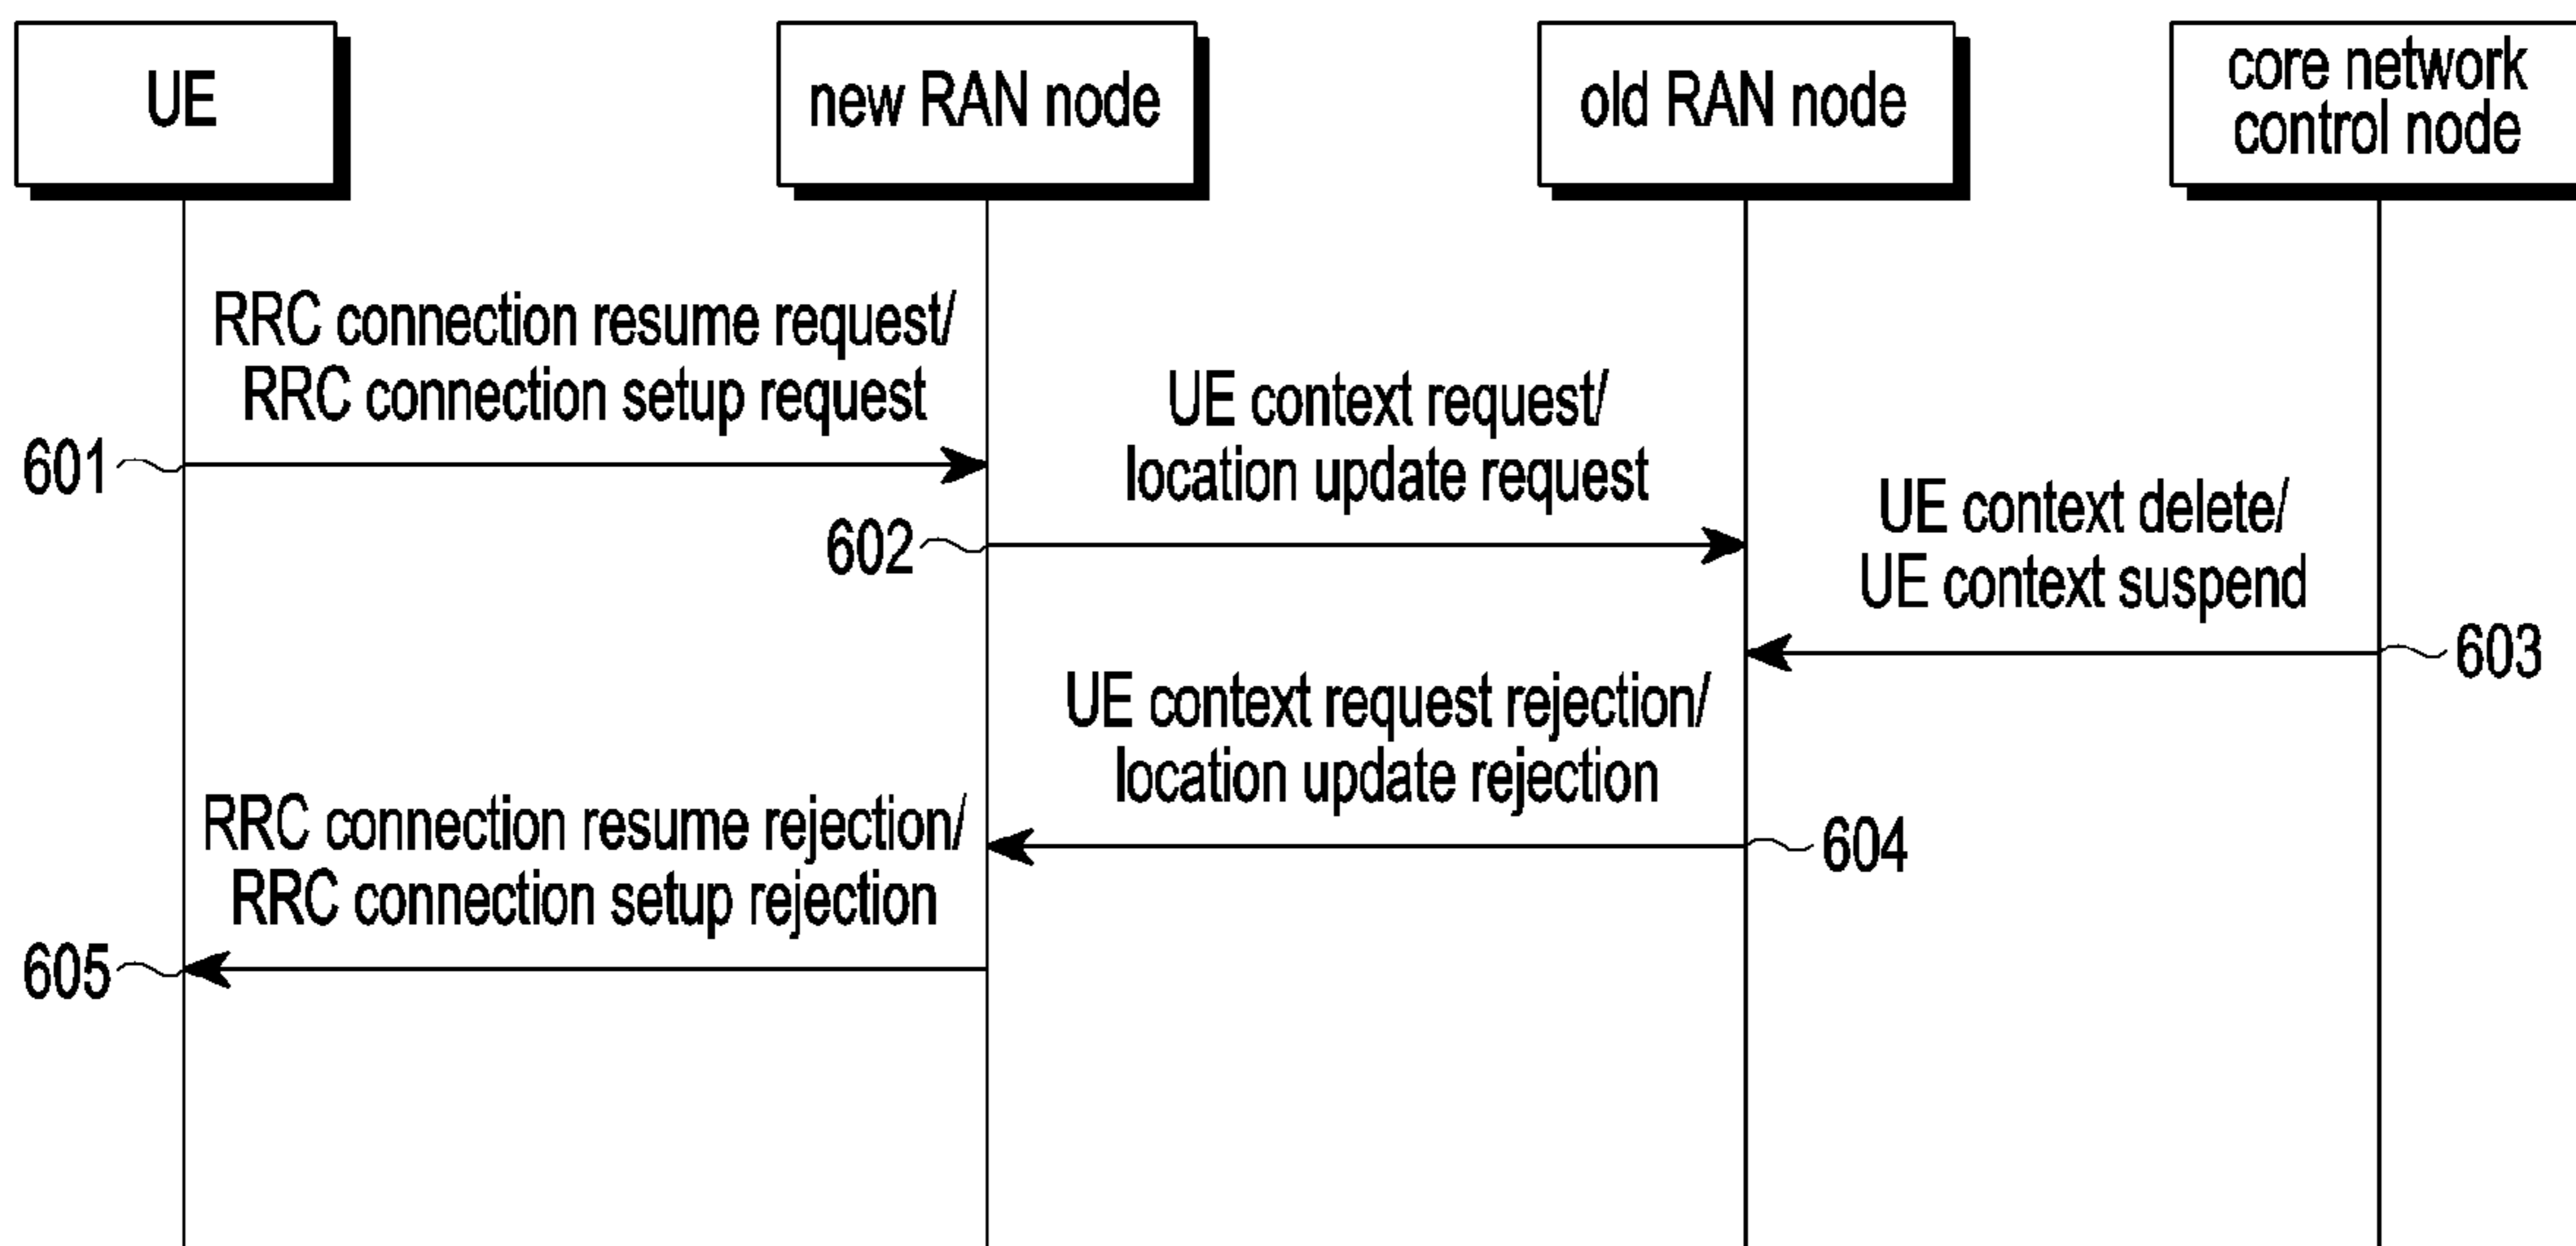 UE
new RAN node
old RAN node
core network
control node
RRC connection resume request/
RRC connection setup request
601
UE context request/
location update request
602
UE context delete/
UE context suspend
603
UE context request rejection/
location update rejection
604
RRC connection resume rejection/
RRC connection setup rejection
605